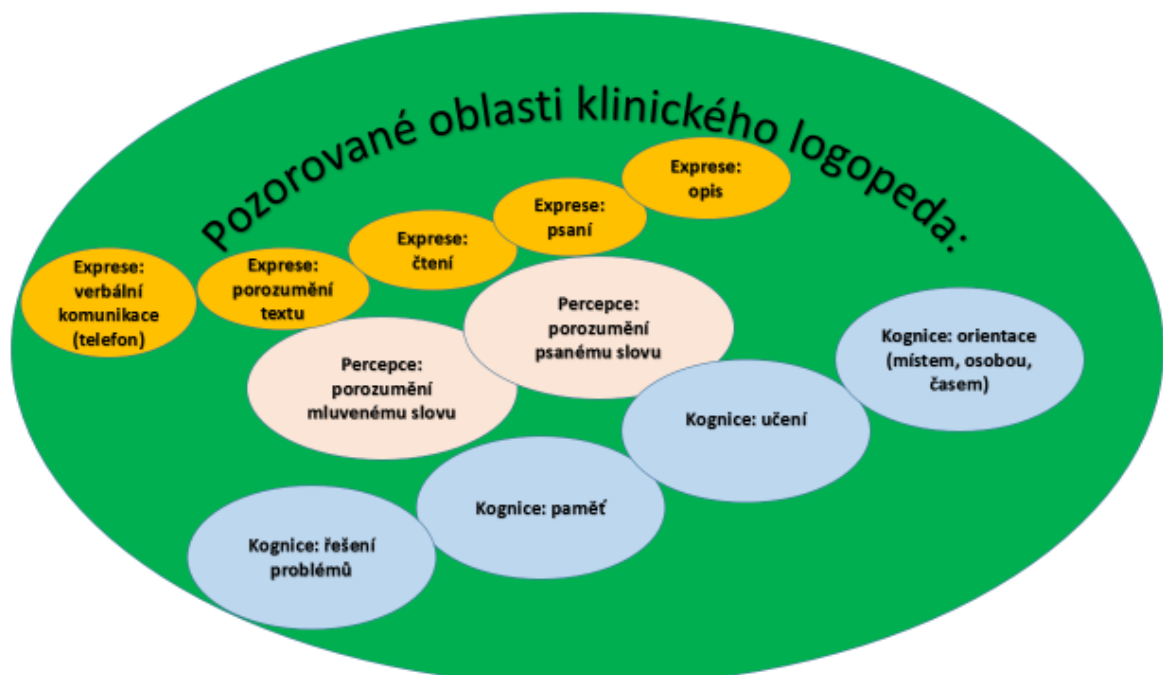 Pozorované oblasti klinického logopeda:
Exprese:
opis
Exprese:
psaní
Exprese:
čtení
Exprese:
porozumění
textu
Exprese:
verbální
komunikace
(telefon)
Percepce:
porozumění
psanému slovu
Percepce:
porozumění
mluvenému slovu
Kognice: orientace
(místem, osobou,
časem)
Kognice: učení
Kognice: paměť
Kognice: řešení
problémů